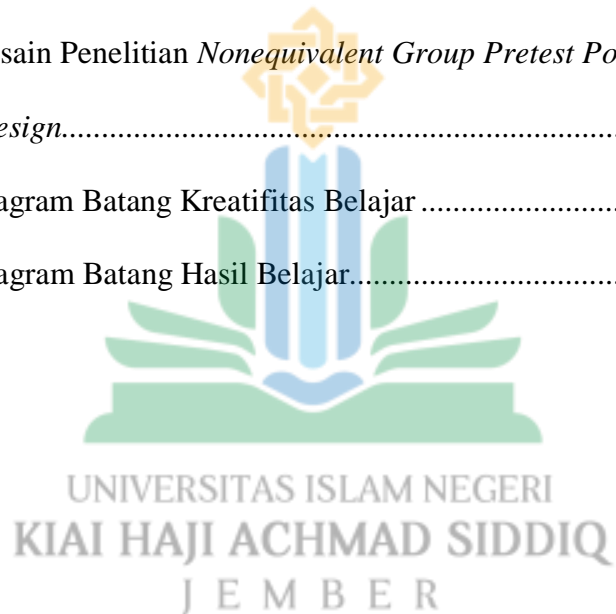 sain Penelitian Nonequivalent Group Pretest Po
esign.......................................................................
agram Batang Kreatifitas Belajar .........................
agram Batang Hasil Belajar..................................
UNIVERSITAS ISLAM NEGERI
KIAI HAJI ACHMAD SIDDIQ
JEMBER